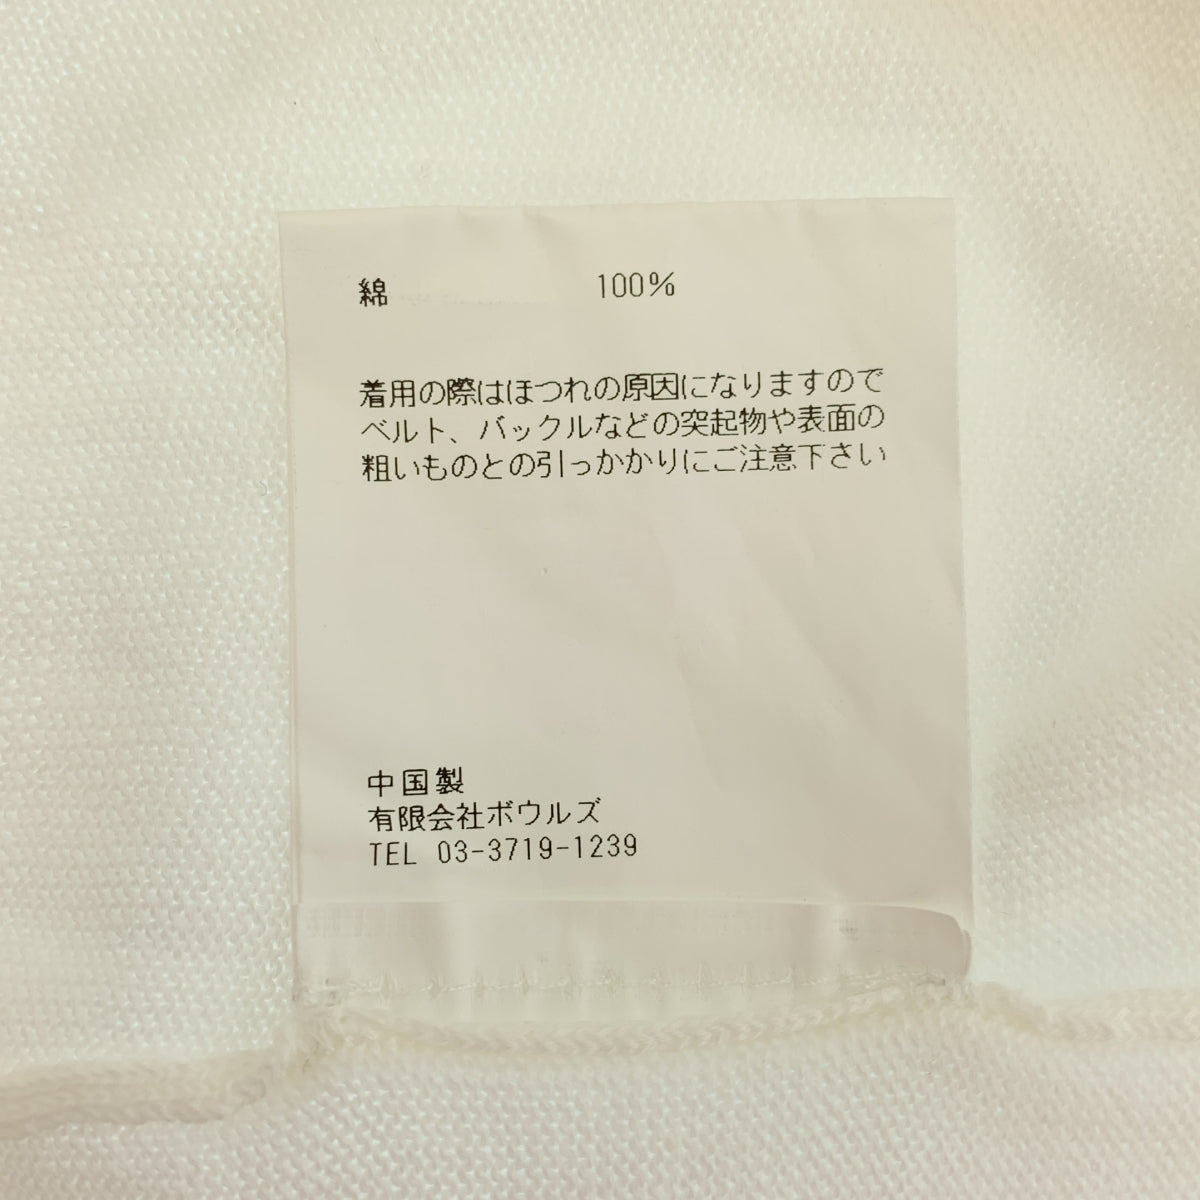 綿 100%
着用の際はほつれの原因になりますので
ベルト、バックルなどの突起物や表面の
粗いものとの引っかかりにご注意下さい
中国製
有限会社ボウルズ
TEL 03-3719-1239